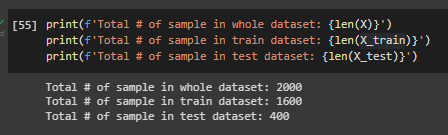 [55] print(f'Total # of sample in whole dataset: {len(X)}')
print(f'Total # of sample in train dataset: {len(X_train)}')
print(f'Total # of sample in test dataset: {len(X_test)}')
Total # of sample in whole dataset: 2000
Total # of sample in train dataset: 1600
Total # of sample in test dataset: 400